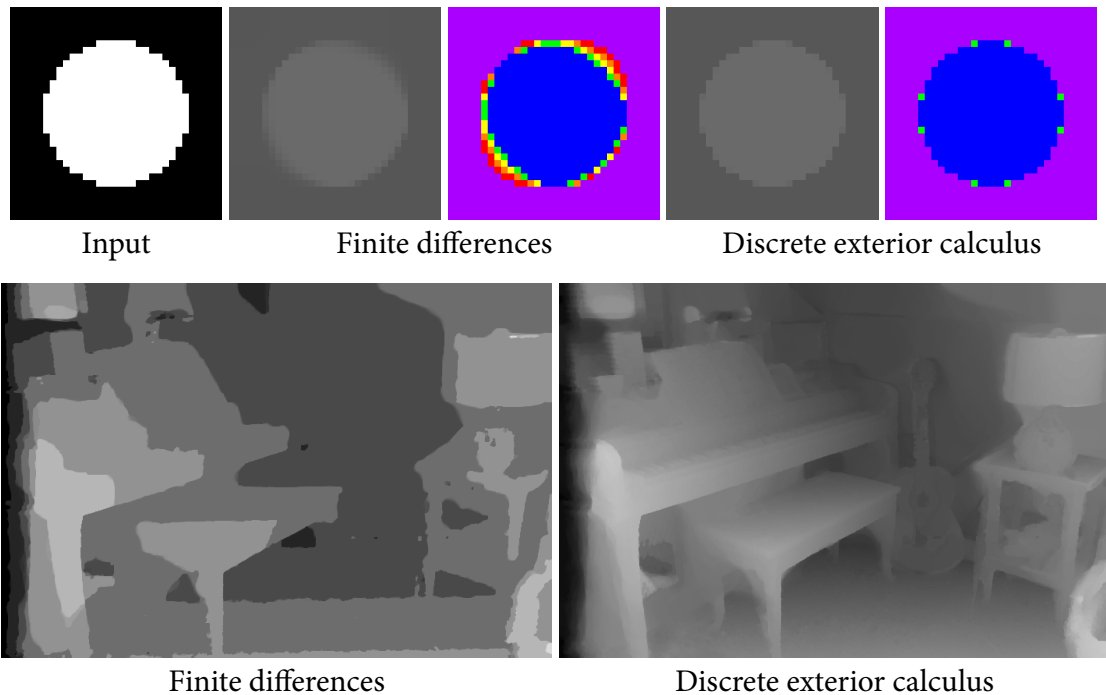 Input
Finite differences
Discrete exterior calculus
Finite differences
Discrete exterior calculus